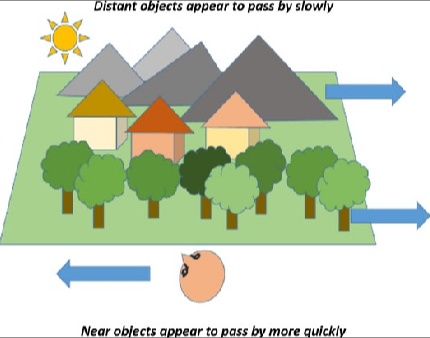 Distant objects appear to pass by slowly
Near objects appear to pass by more quickly